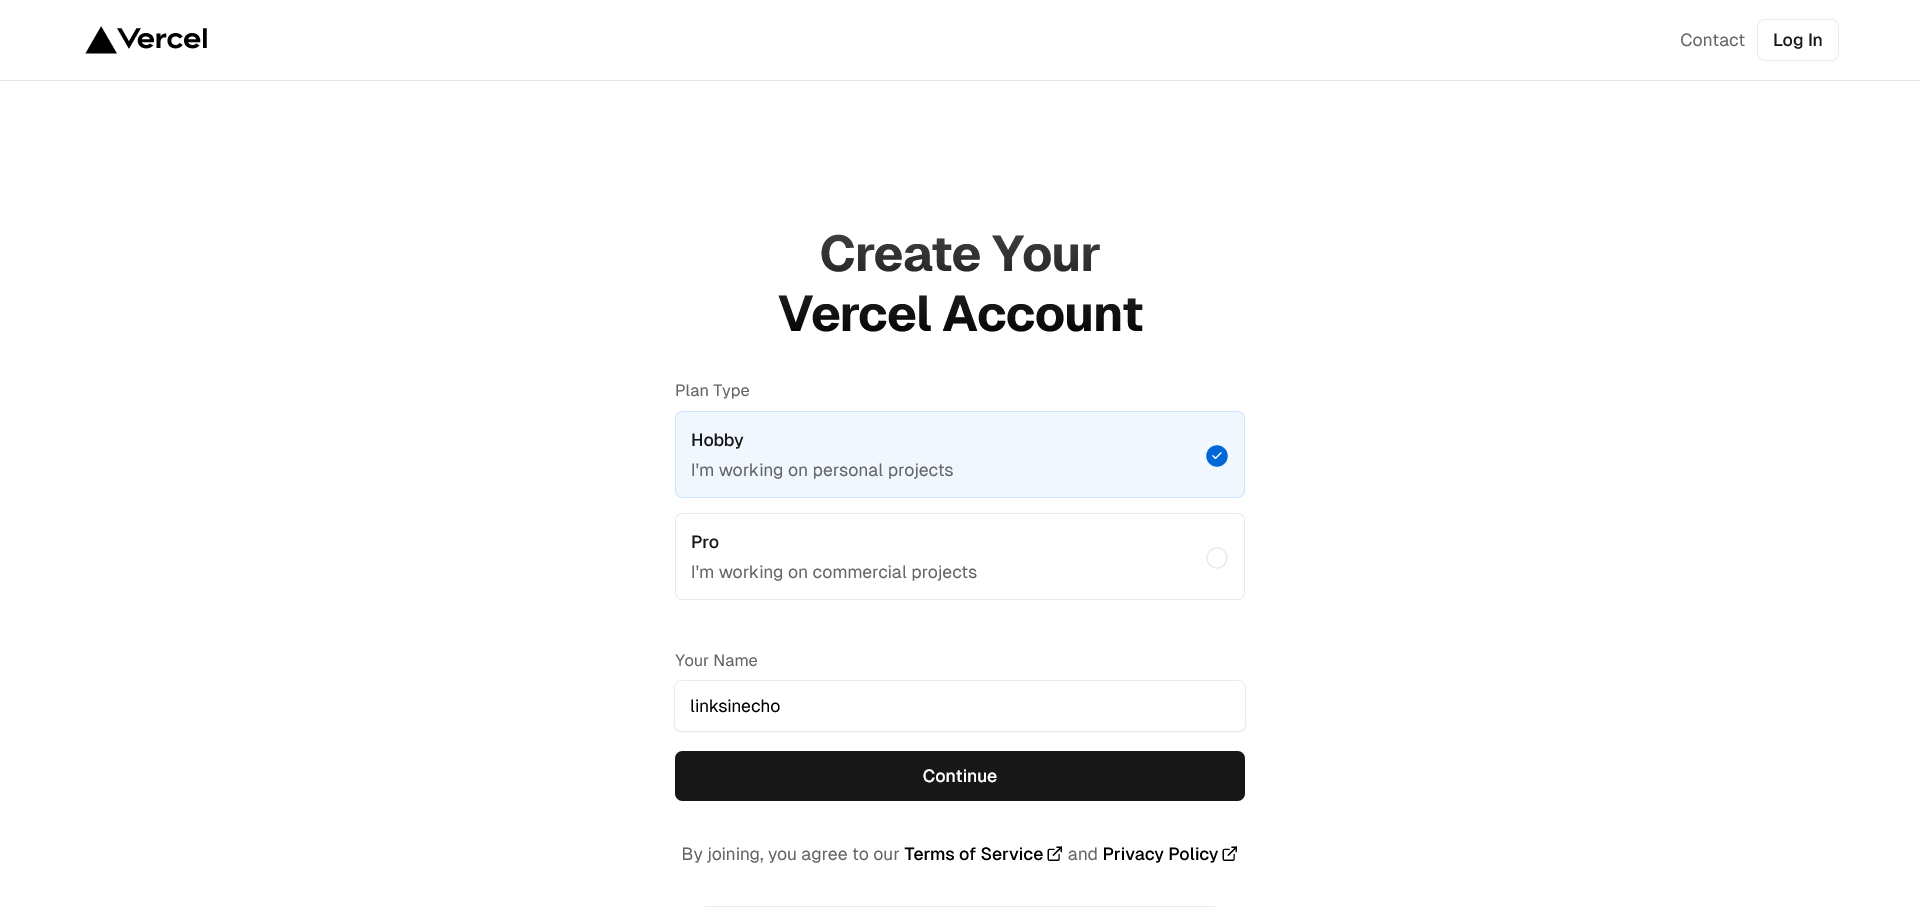 Vercel
Contact
Log In
Create Your
Vercel Account
Plan Type
Hobby
I'm working on personal projects
Pro
I'm working on commercial projects
Your Name
linksinecho
Continue
By joining, you agree to our Terms of Service and Privacy Policy